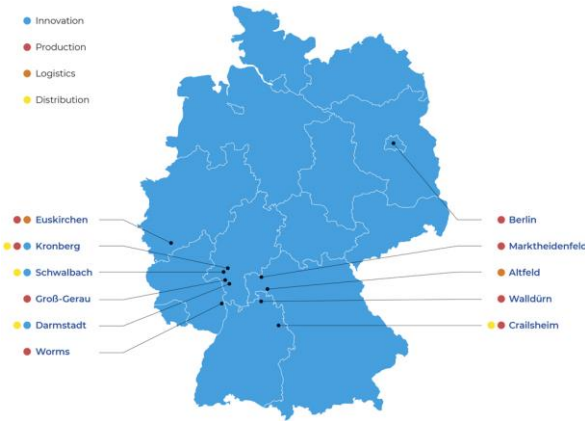 Innovation
Production
Logistics
Distribution
Euskirchen
Kronberg
Schwalbach
Groß-Gerau
Darmstadt
Worms
Berlin
Marktheidenfeld
Altfeld
Walldürn
Crailsheim